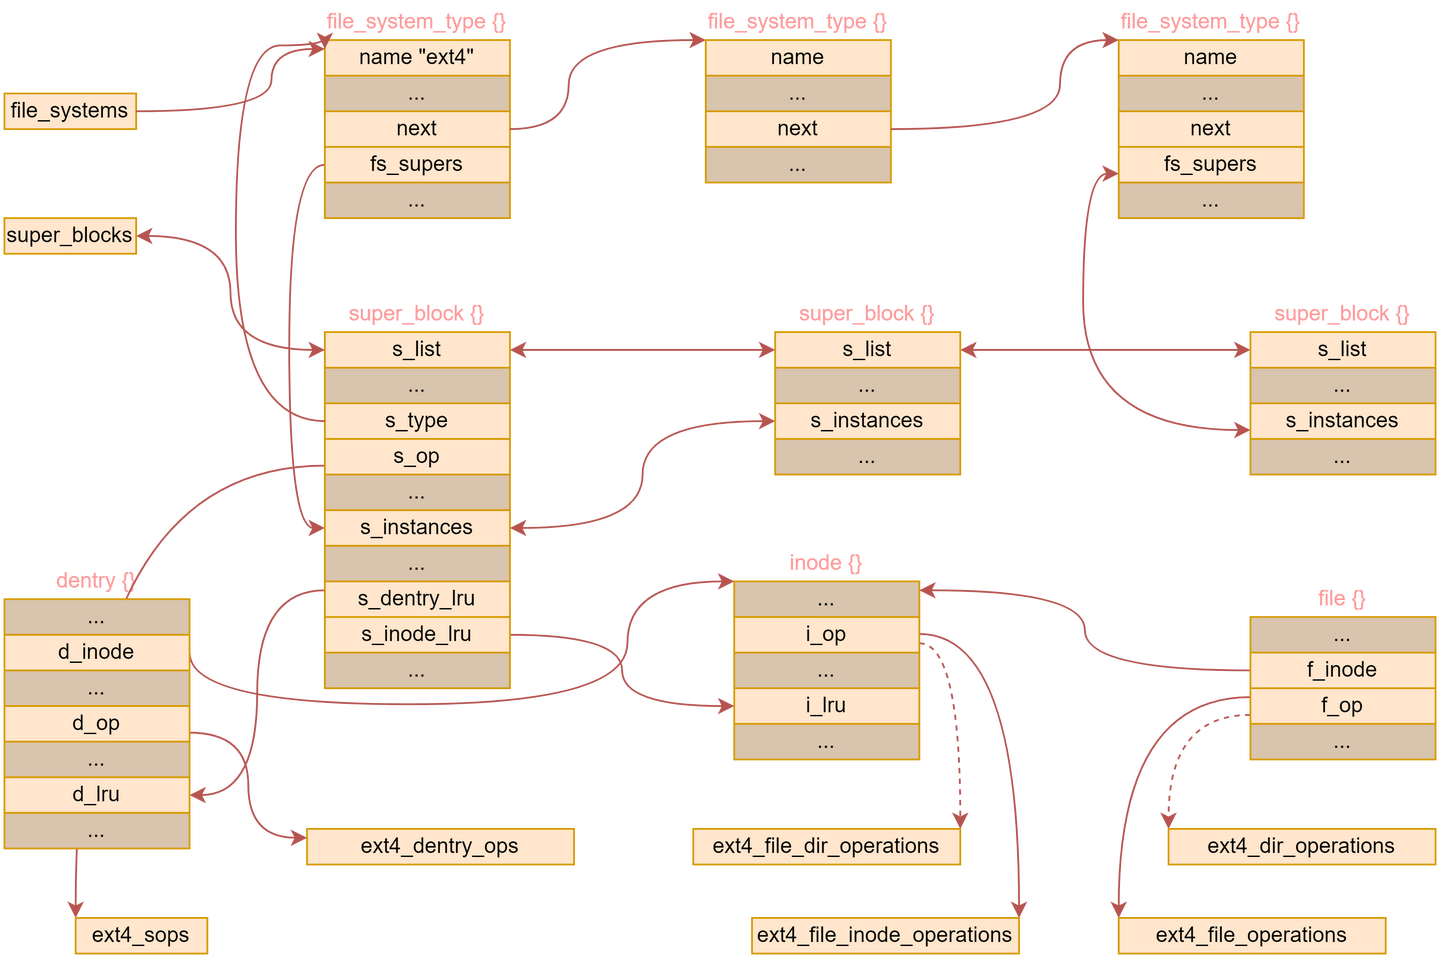 file_system_type {}
name "ext4"
...
next
fs_supers
...
file_system_type {}
name
...
next
...
file_system_type {}
name
...
next
fs_supers
...
file_systems
super_blocks
super_block {}
s_list
...
s_type
s_op
...
s_instances
...
s_dentry_lru
s_inode_lru
...
super_block {}
s_list
...
s_instances
...
super_block {}
s_list
...
s_instances
...
dentry {}
...
d_inode
...
d_op
...
d_lru
...
inode {}
...
i_op
...
i_lru
...
file {}
...
f_inode
f_op
...
ext4_dentry_ops
ext4_file_dir_operations
ext4_dir_operations
ext4_sops
ext4_file_inode_operations
ext4_file_operations